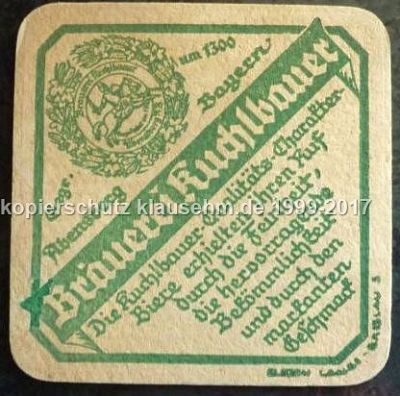 um 1300
Bayern
Gegr.
Abensberg
Brauerei Kuchlbauer
Die Kuchlbauer-Qualitäts-Charakter-
Biere erhielten ihren Ruf
durch die Feinheit,
die hervorragende
Bekömmlichkeit
und durch den
markanten
Geschmack
kopierschutz klausehm.de 1999-2017